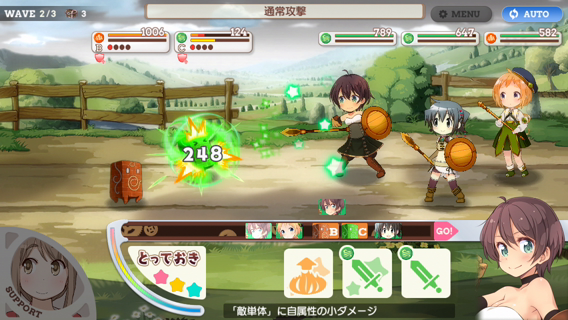 WAVE 2/3 3
通常攻撃
MENU
AUTO
1006
B
124
C
789
647
582
248
B
C
GO!
とっておき
SUPPORT
「敵単体」に自属性の小ダメージ